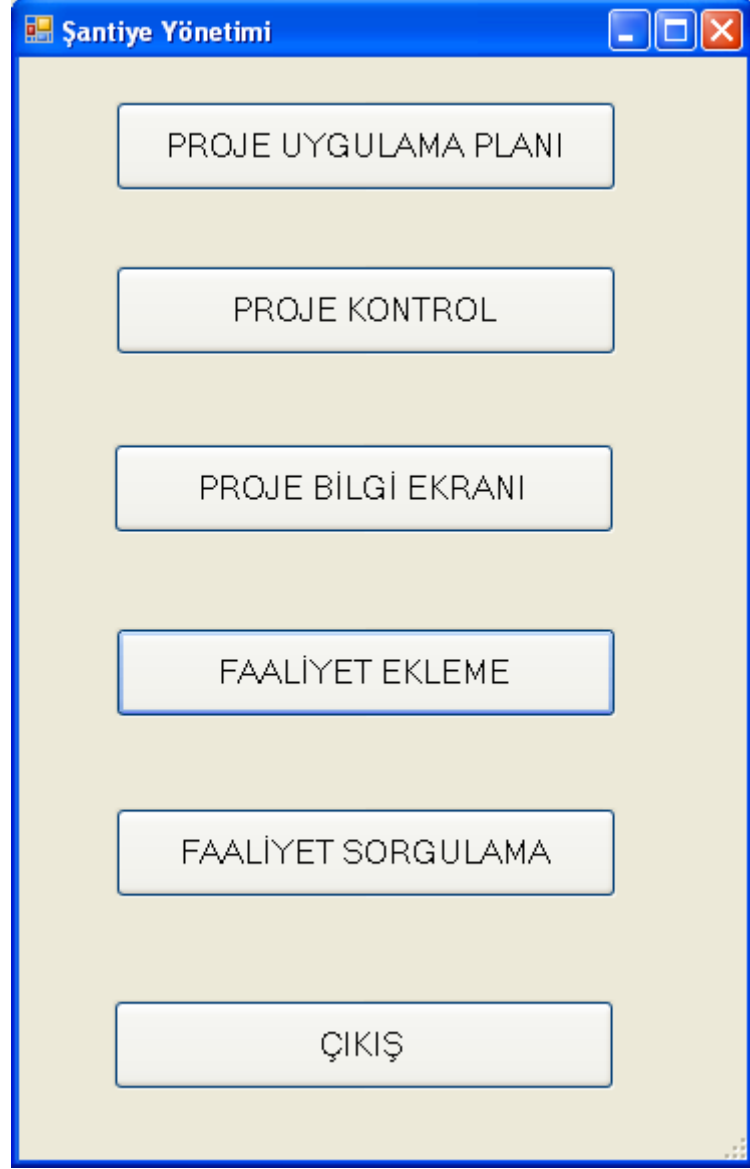 Şantiye Yönetimi
PROJE UYGULAMA PLANI
PROJE KONTROL
PROJE BİLGİ EKRANI
FAALİYET EKLEME
FAALİYET SORGULAMA
ÇIKIŞ